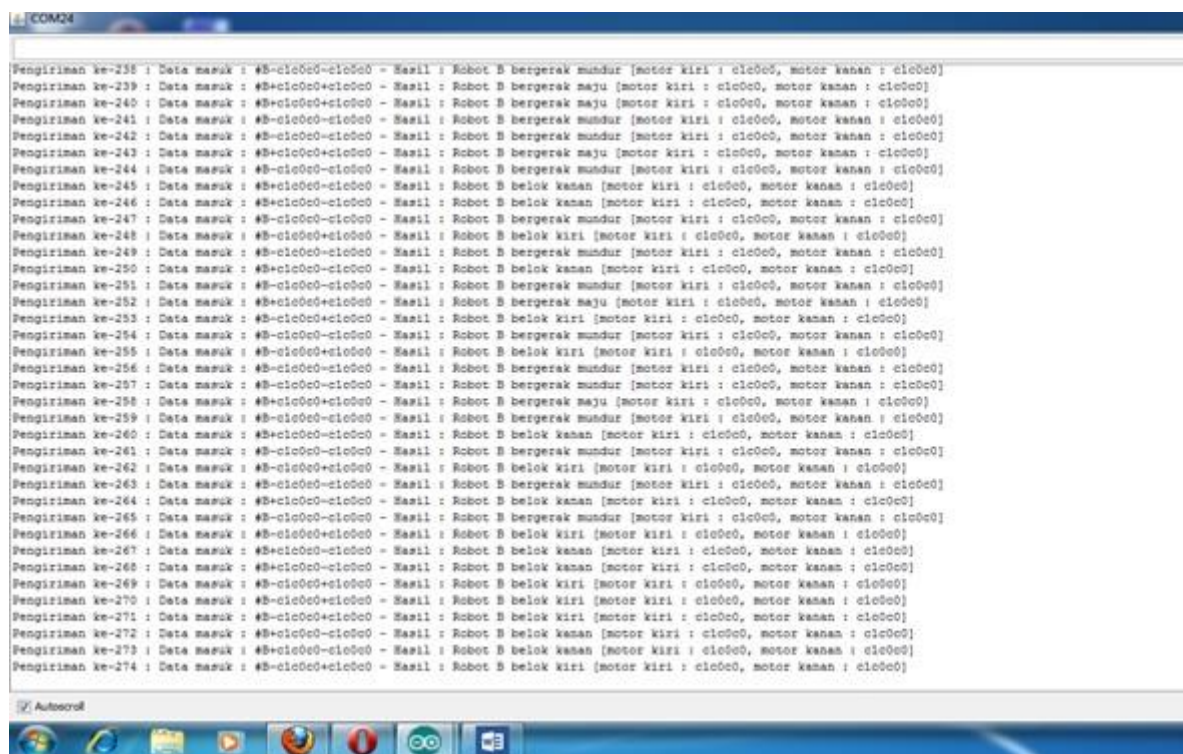 COM24
Pengiriman ke-238 : Data masuk : #B-c1c0c0-c1c0c0 - Hasil : Robot B bergerak mundur [motor kiri : c1c0c0, motor kanan : c1c0c0]
Pengiriman ke-239 : Data masuk : #B+c1c0c0+c1c0c0 - Hasil : Robot B bergerak maju [motor kiri : c1c0c0, motor kanan : c1c0c0]
Pengiriman ke-240 : Data masuk : #B+c1c0c0+c1c0c0 - Hasil : Robot B bergerak maju [motor kiri : c1c0c0, motor kanan : c1c0c0]
Pengiriman ke-241 : Data masuk : #B-c1c0c0-c1c0c0 - Hasil : Robot B bergerak mundur [motor kiri : c1c0c0, motor kanan : c1c0c0]
Pengiriman ke-242 : Data masuk : #B-c1c0c0-c1c0c0 - Hasil : Robot B bergerak mundur [motor kiri : c1c0c0, motor kanan : c1c0c0]
Pengiriman ke-243 : Data masuk : #B+c1c0c0+c1c0c0 - Hasil : Robot B bergerak maju [motor kiri : c1c0c0, motor kanan : c1c0c0]
Pengiriman ke-244 : Data masuk : #B-c1c0c0-c1c0c0 - Hasil : Robot B bergerak mundur [motor kiri : c1c0c0, motor kanan : c1c0c0]
Pengiriman ke-245 : Data masuk : #B+c1c0c0-c1c0c0 - Hasil : Robot B belok kanan [motor kiri : c1c0c0, motor kanan : c1c0c0]
Pengiriman ke-246 : Data masuk : #B+c1c0c0-c1c0c0 - Hasil : Robot B belok kanan [motor kiri : c1c0c0, motor kanan : c1c0c0]
Pengiriman ke-247 : Data masuk : #B-c1c0c0-c1c0c0 - Hasil : Robot B bergerak mundur [motor kiri : c1c0c0, motor kanan : c1c0c0]
Pengiriman ke-248 : Data masuk : #B-c1c0c0+c1c0c0 - Hasil : Robot B belok kiri [motor kiri : c1c0c0, motor kanan : c1c0c0]
Pengiriman ke-249 : Data masuk : #B-c1c0c0-c1c0c0 - Hasil : Robot B bergerak mundur [motor kiri : c1c0c0, motor kanan : c1c0c0]
Pengiriman ke-250 : Data masuk : #B+c1c0c0-c1c0c0 - Hasil : Robot B belok kanan [motor kiri : c1c0c0, motor kanan : c1c0c0]
Pengiriman ke-251 : Data masuk : #B-c1c0c0-c1c0c0 - Hasil : Robot B bergerak mundur [motor kiri : c1c0c0, motor kanan : c1c0c0]
Pengiriman ke-252 : Data masuk : #B+c1c0c0+c1c0c0 - Hasil : Robot B bergerak maju [motor kiri : c1c0c0, motor kanan : c1c0c0]
Pengiriman ke-253 : Data masuk : #B-c1c0c0+c1c0c0 - Hasil : Robot B belok kiri [motor kiri : c1c0c0, motor kanan : c1c0c0]
Pengiriman ke-254 : Data masuk : #B-c1c0c0-c1c0c0 - Hasil : Robot B bergerak mundur [motor kiri : c1c0c0, motor kanan : c1c0c0]
Pengiriman ke-255 : Data masuk : #B-c1c0c0+c1c0c0 - Hasil : Robot B belok kiri [motor kiri : c1c0c0, motor kanan : c1c0c0]
Pengiriman ke-256 : Data masuk : #B-c1c0c0-c1c0c0 - Hasil : Robot B bergerak mundur [motor kiri : c1c0c0, motor kanan : c1c0c0]
Pengiriman ke-257 : Data masuk : #B-c1c0c0-c1c0c0 - Hasil : Robot B bergerak mundur [motor kiri : c1c0c0, motor kanan : c1c0c0]
Pengiriman ke-258 : Data masuk : #B+c1c0c0+c1c0c0 - Hasil : Robot B bergerak maju [motor kiri : c1c0c0, motor kanan : c1c0c0]
Pengiriman ke-259 : Data masuk : #B-c1c0c0-c1c0c0 - Hasil : Robot B bergerak mundur [motor kiri : c1c0c0, motor kanan : c1c0c0]
Pengiriman ke-260 : Data masuk : #B+c1c0c0-c1c0c0 - Hasil : Robot B belok kanan [motor kiri : c1c0c0, motor kanan : c1c0c0]
Pengiriman ke-261 : Data masuk : #B-c1c0c0-c1c0c0 - Hasil : Robot B bergerak mundur [motor kiri : c1c0c0, motor kanan : c1c0c0]
Pengiriman ke-262 : Data masuk : #B-c1c0c0+c1c0c0 - Hasil : Robot B belok kiri [motor kiri : c1c0c0, motor kanan : c1c0c0]
Pengiriman ke-263 : Data masuk : #B-c1c0c0-c1c0c0 - Hasil : Robot B bergerak mundur [motor kiri : c1c0c0, motor kanan : c1c0c0]
Pengiriman ke-264 : Data masuk : #B+c1c0c0-c1c0c0 - Hasil : Robot B belok kanan [motor kiri : c1c0c0, motor kanan : c1c0c0]
Pengiriman ke-265 : Data masuk : #B-c1c0c0-c1c0c0 - Hasil : Robot B bergerak mundur [motor kiri : c1c0c0, motor kanan : c1c0c0]
Pengiriman ke-266 : Data masuk : #B-c1c0c0+c1c0c0 - Hasil : Robot B belok kiri [motor kiri : c1c0c0, motor kanan : c1c0c0]
Pengiriman ke-267 : Data masuk : #B+c1c0c0-c1c0c0 - Hasil : Robot B belok kanan [motor kiri : c1c0c0, motor kanan : c1c0c0]
Pengiriman ke-268 : Data masuk : #B+c1c0c0-c1c0c0 - Hasil : Robot B belok kanan [motor kiri : c1c0c0, motor kanan : c1c0c0]
Pengiriman ke-269 : Data masuk : #B-c1c0c0+c1c0c0 - Hasil : Robot B belok kiri [motor kiri : c1c0c0, motor kanan : c1c0c0]
Pengiriman ke-270 : Data masuk : #B-c1c0c0+c1c0c0 - Hasil : Robot B belok kiri [motor kiri : c1c0c0, motor kanan : c1c0c0]
Pengiriman ke-271 : Data masuk : #B-c1c0c0+c1c0c0 - Hasil : Robot B belok kiri [motor kiri : c1c0c0, motor kanan : c1c0c0]
Pengiriman ke-272 : Data masuk : #B+c1c0c0-c1c0c0 - Hasil : Robot B belok kanan [motor kiri : c1c0c0, motor kanan : c1c0c0]
Pengiriman ke-273 : Data masuk : #B+c1c0c0-c1c0c0 - Hasil : Robot B belok kanan [motor kiri : c1c0c0, motor kanan : c1c0c0]
Pengiriman ke-274 : Data masuk : #B-c1c0c0+c1c0c0 - Hasil : Robot B belok kiri [motor kiri : c1c0c0, motor kanan : c1c0c0]
Autoscroll